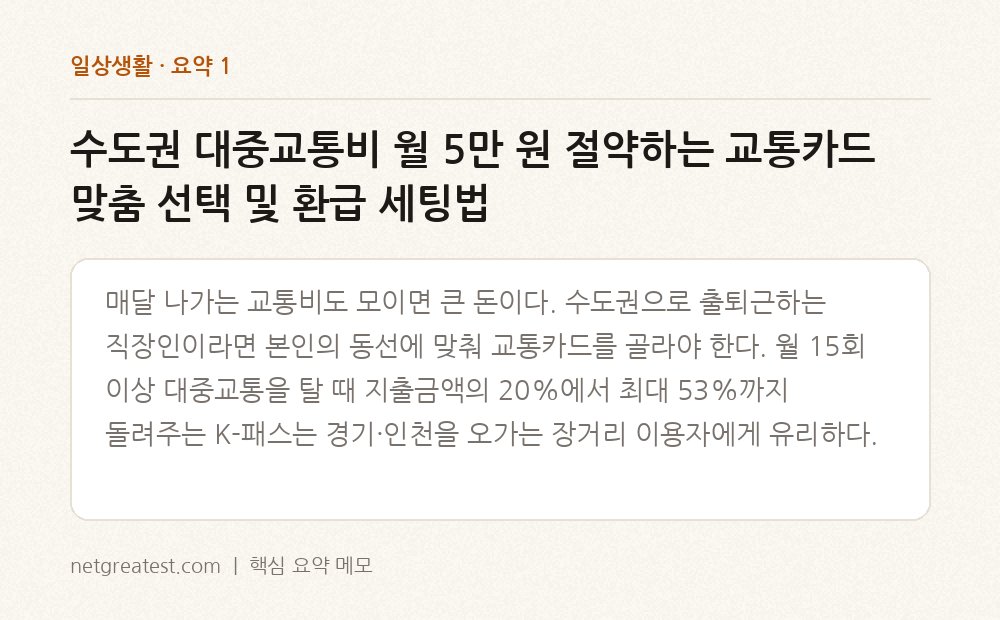 일상생활 · 요약 1
수도권 대중교통비 월 5만 원 절약하는 교통카드
맞춤 선택 및 환급 세팅법
매달 나가는 교통비도 모이면 큰 돈이다. 수도권으로 출퇴근하는
직장인이라면 본인의 동선에 맞춰 교통카드를 골라야 한다. 월 15회
이상 대중교통을 탈 때 지출금액의 20%에서 최대 53%까지
돌려주는 K-패스는 경기·인천을 오가는 장거리 이용자에게 유리하다.
netgreatest.com | 핵심 요약 메모